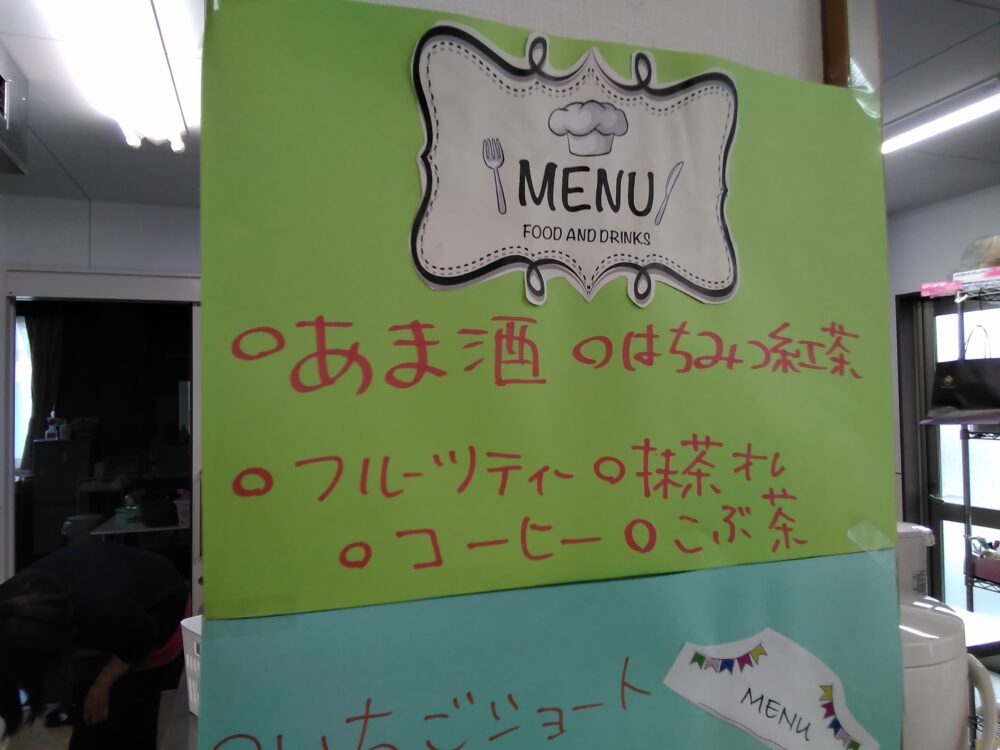 MENU
FOOD AND DRINKS
○あま酒 ○はちみつ紅茶
○フルーツティー ○抹茶オレ
○コーヒー ○こぶ茶
○いちごショート
MENU